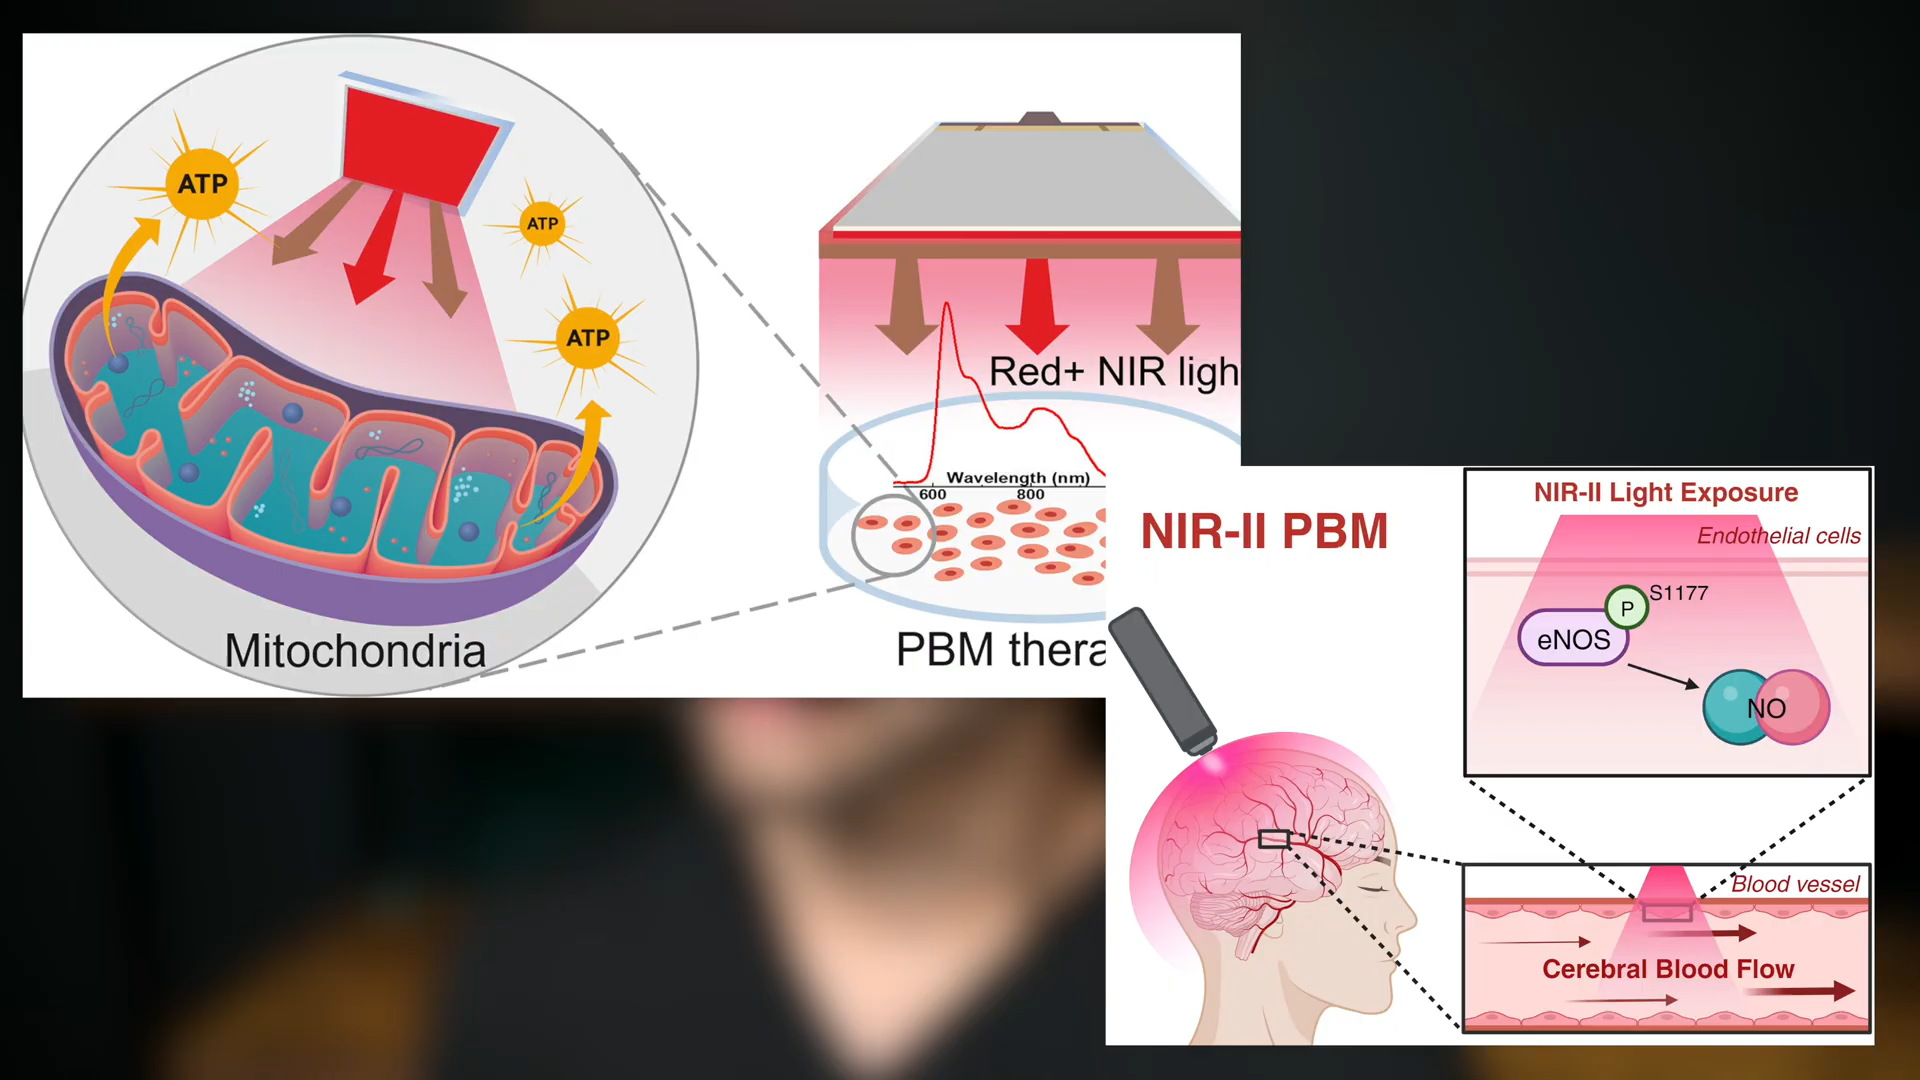 ATP
ATP
ATP
Mitochondria
Red+ NIR ligh
Wavelength (nm)
600 800
PBM thera
NIR-II PBM
NIR-II Light Exposure
Endothelial cells
P
S1177
eNOS
NO
Blood vessel
Cerebral Blood Flow